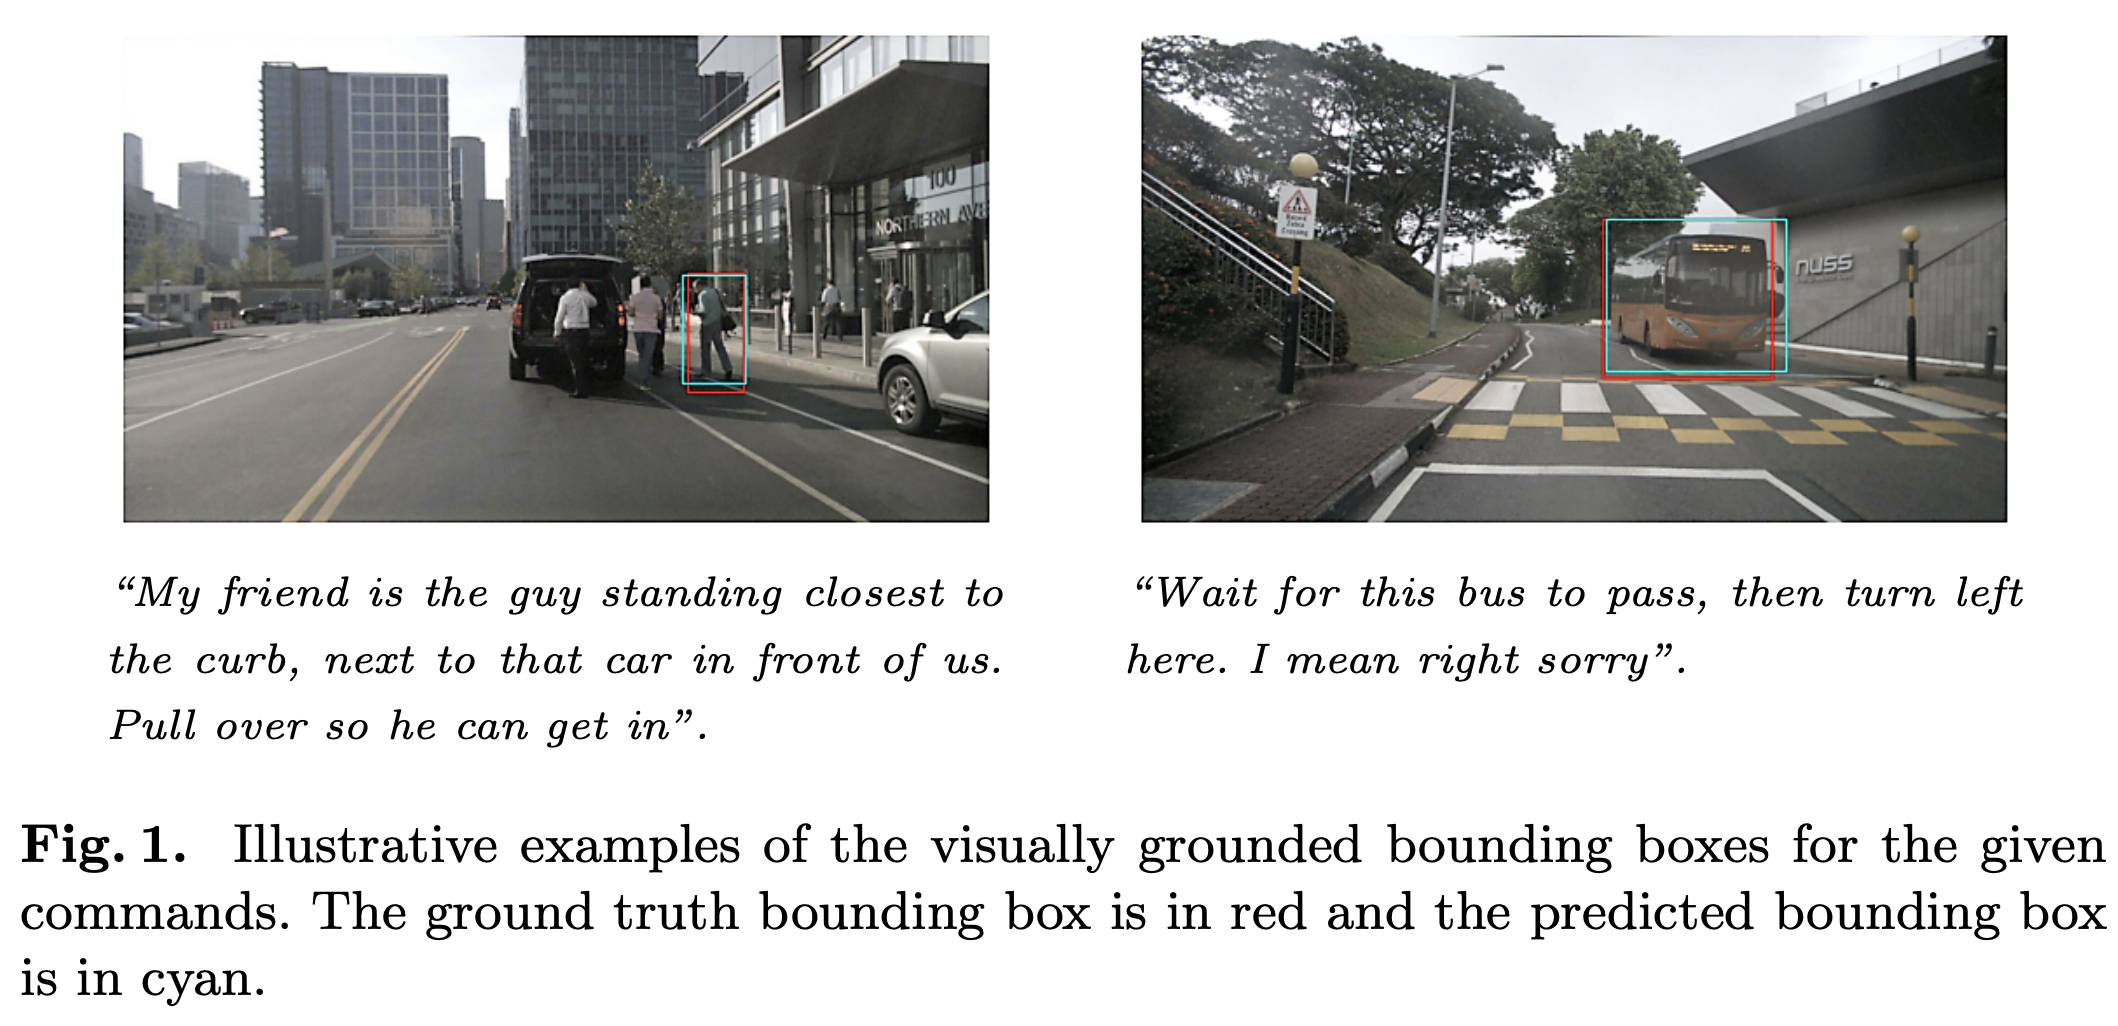 100
NORTHERN AVE
Zebra
Crossing
nuss
“My friend is the guy standing closest to
the curb, next to that car in front of us.
Pull over so he can get in”.
“Wait for this bus to pass, then turn left
here. I mean right sorry”.
Fig. 1. Illustrative examples of the visually grounded bounding boxes for the given
commands. The ground truth bounding box is in red and the predicted bounding box
is in cyan.